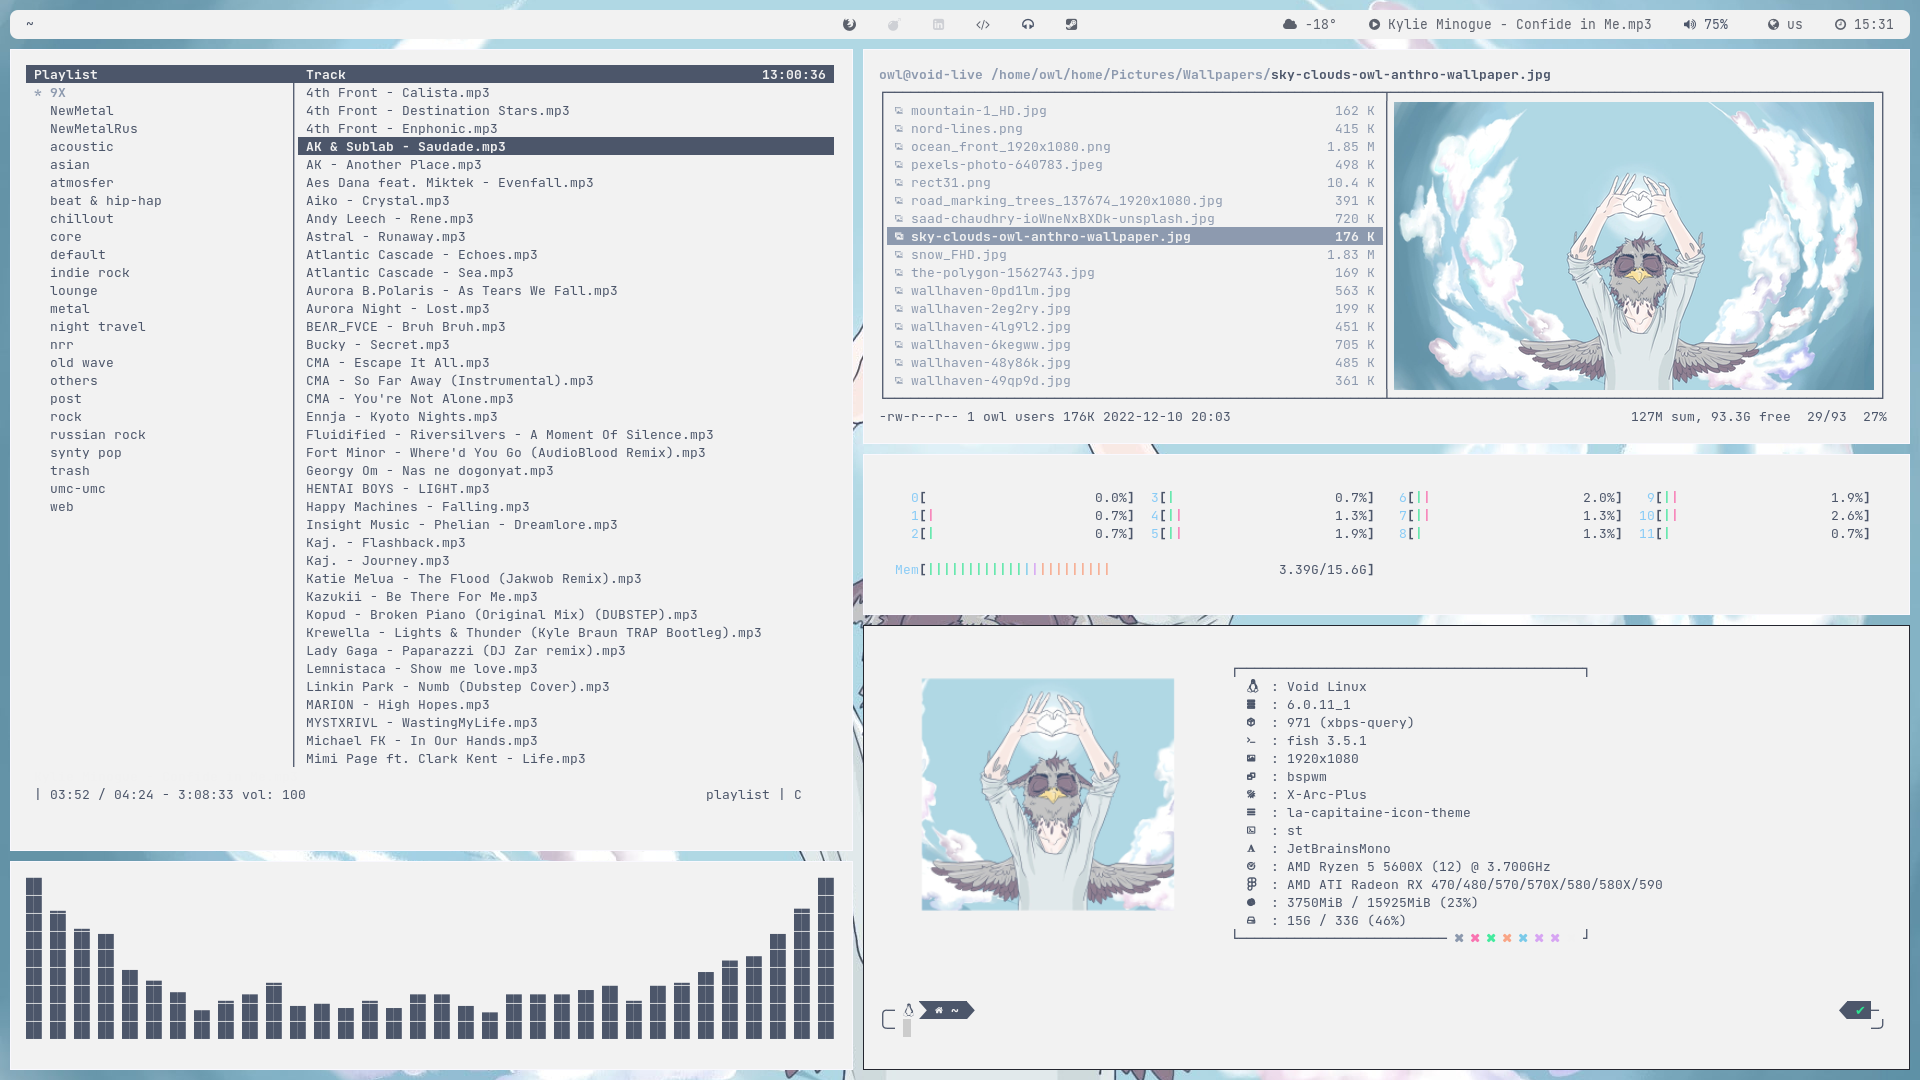 ~ -18° Kylie Minogue - Confide in Me.mp3 75% us 15:31
Playlist Track 13:00:36
* 9X
NewMetal
NewMetalRus
acoustic
asian
atmosfer
beat & hip-hap
chillout
core
default
indie rock
lounge
metal
night travel
nrr
old wave
others
post
rock
russian rock
synty pop
trash
umc-umc
web
4th Front - Calista.mp3
4th Front - Destination Stars.mp3
4th Front - Enphonic.mp3
AK & Sublab - Saudade.mp3
AK - Another Place.mp3
Aes Dana feat. Miktek - Evenfall.mp3
Aiko - Crystal.mp3
Andy Leech - Rene.mp3
Astral - Runaway.mp3
Atlantic Cascade - Echoes.mp3
Atlantic Cascade - Sea.mp3
Aurora B.Polaris - As Tears We Fall.mp3
Aurora Night - Lost.mp3
BEAR_FVCE - Bruh Bruh.mp3
Bucky - Secret.mp3
CMA - Escape It All.mp3
CMA - So Far Away (Instrumental).mp3
CMA - You're Not Alone.mp3
Ennja - Kyoto Nights.mp3
Fluidified - Riversilvers - A Moment Of Silence.mp3
Fort Minor - Where'd You Go (AudioBlood Remix).mp3
Georgy Om - Nas ne dogonyat.mp3
HENTAI BOYS - LIGHT.mp3
Happy Machines - Falling.mp3
Insight Music - Phelian - Dreamlore.mp3
Kaj. - Flashback.mp3
Kaj. - Journey.mp3
Katie Melua - The Flood (Jakwob Remix).mp3
Kazukii - Be There For Me.mp3
Kopud - Broken Piano (Original Mix) (DUBSTEP).mp3
Krewella - Lights & Thunder (Kyle Braun TRAP Bootleg).mp3
Lady Gaga - Paparazzi (DJ Zar remix).mp3
Lemnistaca - Show me love.mp3
Linkin Park - Numb (Dubstep Cover).mp3
MARION - High Hopes.mp3
MYSTXRIVL - WastingMyLife.mp3
Michael FK - In Our Hands.mp3
Mimi Page ft. Clark Kent - Life.mp3
| 03:52 / 04:24 - 3:08:33 vol: 100 playlist | C
owl@void-live /home/owl/home/Pictures/Wallpapers/sky-clouds-owl-anthro-wallpaper.jpg
mountain-1_HD.jpg 162 K
nord-lines.png 415 K
ocean_front_1920x1080.png 1.85 M
pexels-photo-640783.jpeg 498 K
rect31.png 10.4 K
road_marking_trees_137674_1920x1080.jpg 391 K
saad-chaudhry-ioWneNxBXDk-unsplash.jpg 720 K
sky-clouds-owl-anthro-wallpaper.jpg 176 K
snow_FHD.jpg 1.83 M
the-polygon-1562743.jpg 169 K
wallhaven-0pd1lm.jpg 563 K
wallhaven-2eg2ry.jpg 199 K
wallhaven-4lg9l2.jpg 451 K
wallhaven-6kegww.jpg 705 K
wallhaven-48y86k.jpg 485 K
wallhaven-49qp9d.jpg 361 K
-rw-r--r-- 1 owl users 176K 2022-12-10 20:03 127M sum, 93.3G free 29/93 27%
0[ 0.0%] 3[| 0.7%] 6[|| 2.0%] 9[|| 1.9%]
1[| 0.7%] 4[|| 1.3%] 7[|| 1.3%] 10[|| 2.6%]
2[| 0.7%] 5[|| 1.9%] 8[| 1.3%] 11[| 0.7%]
Mem[||||||||||||||||||||||| 3.39G/15.6G]
: Void Linux
: 6.0.11_1
: 971 (xbps-query)
: fish 3.5.1
: 1920x1080
: bspwm
: X-Arc-Plus
: la-capitaine-icon-theme
: st
: JetBrainsMono
: AMD Ryzen 5 5600X (12) @ 3.700GHz
: AMD ATI Radeon RX 470/480/570/570X/580/580X/590
: 3750MiB / 15925MiB (23%)
: 15G / 33G (46%)
~ ✔